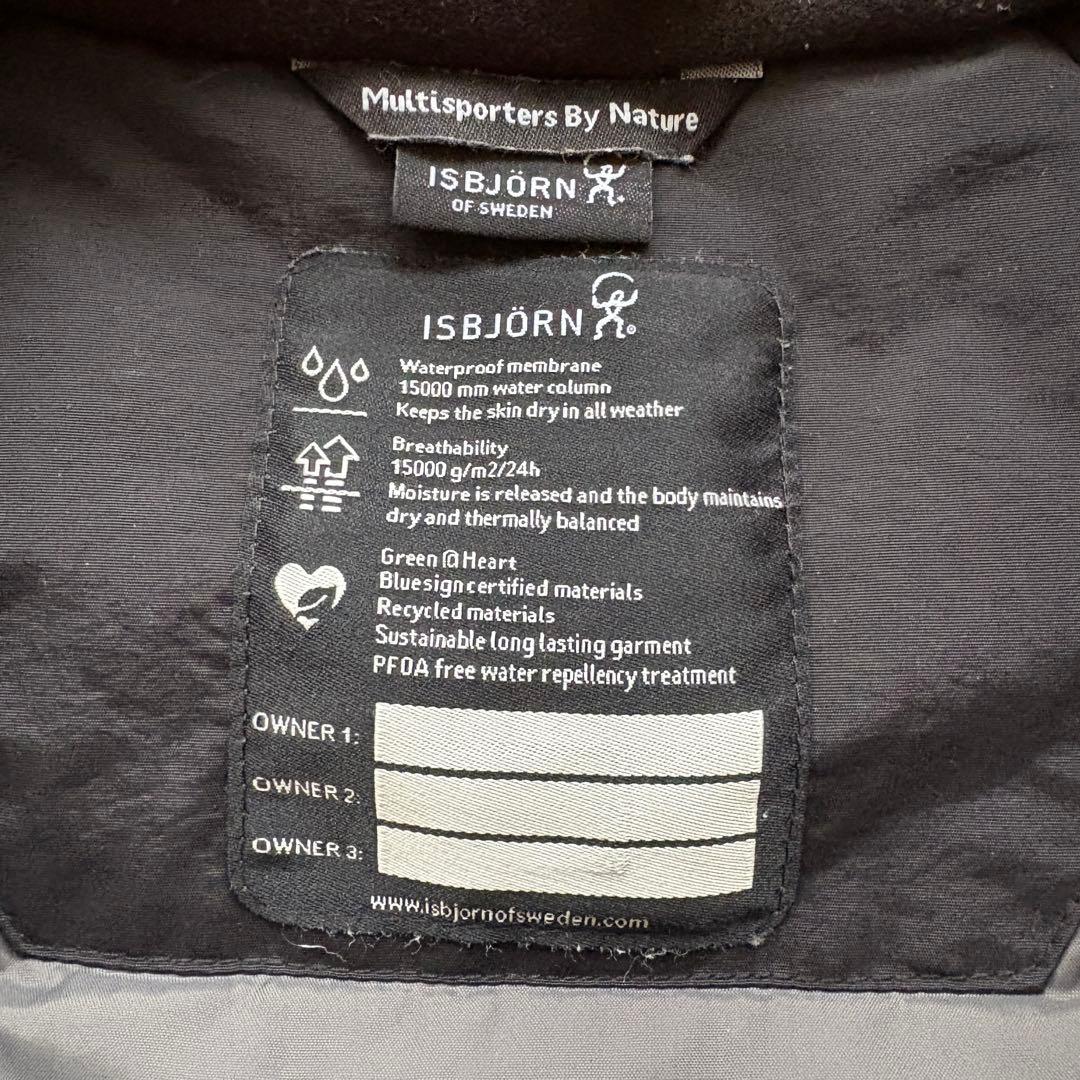 Multisporters By Nature
ISBJÖRN
OF SWEDEN
ISBJÖRN
Waterproof membrane
15000 mm water column
Keeps the skin dry in all weather
Breathability
15000 g/m2/24h
Moisture is released and the body maintains
dry and thermally balanced
Green @ Heart
Bluesign certified materials
Recycled materials
Sustainable long lasting garment
PFOA free water repellency treatment
OWNER 1:
OWNER 2:
OWNER 3:
www.isbjornofsweden.com